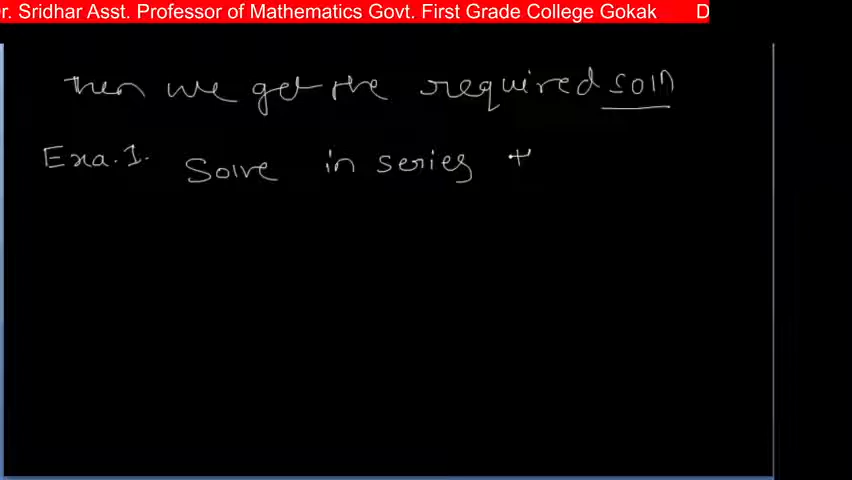 r. Sridhar Asst. Professor of Mathematics Govt. First Grade College Gokak D
then we get the required soln
Exa.1. Solve in series t